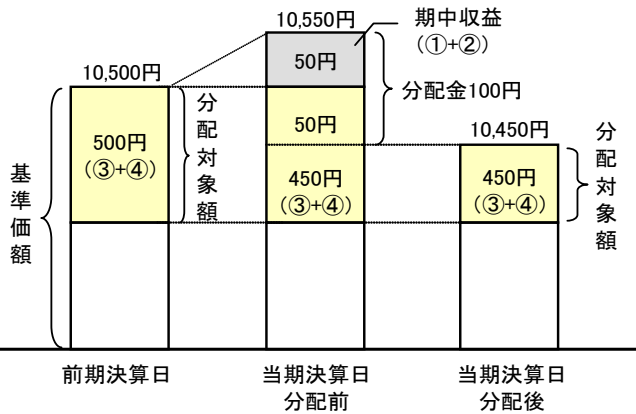 10,550円
期中収益
(①+②)
50円
10,500円
分配金100円
分配対象額
50円
10,450円
500円
(③+④)
基準価額
450円
(③+④)
450円
(③+④)
分配対象額
前期決算日
当期決算日
分配前
当期決算日
分配後